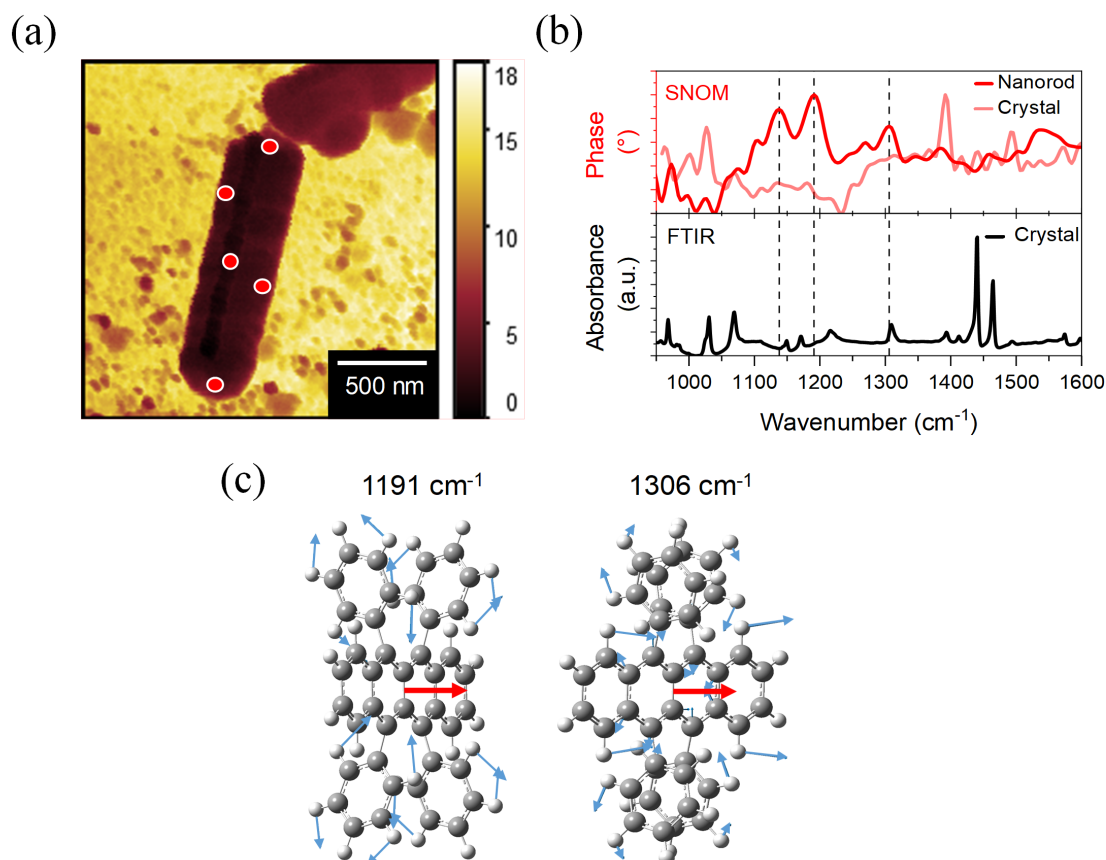 (a)
18
15
10
5
0
500 nm
(b)
SNOM
Nanorod
Crystal
Phase
(°)
FTIR
Crystal
Absorbance
(a.u.)
1000 1100 1200 1300 1400 1500 1600
Wavenumber (cm⁻¹)
(c)
1191 cm⁻¹
1306 cm⁻¹